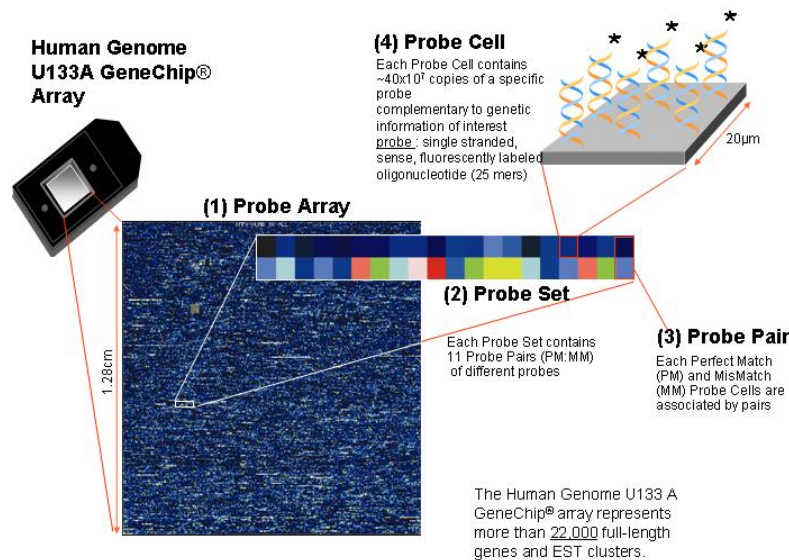 Human Genome
U133A GeneChip®
Array
(4) Probe Cell
Each Probe Cell contains
~40x10⁷ copies of a specific
probe
complementary to genetic
information of interest
probe : single stranded,
sense, fluorescently labeled
oligonucleotide (25 mers)
20µm
(1) Probe Array
(2) Probe Set
Each Probe Set contains
11 Probe Pairs (PM:MM)
of different probes
(3) Probe Pair
Each Perfect Match
(PM) and MisMatch
(MM) Probe Cells are
associated by pairs
1.28cm
The Human Genome U133 A
GeneChip® array represents
more than 22,000 full-length
genes and EST clusters.